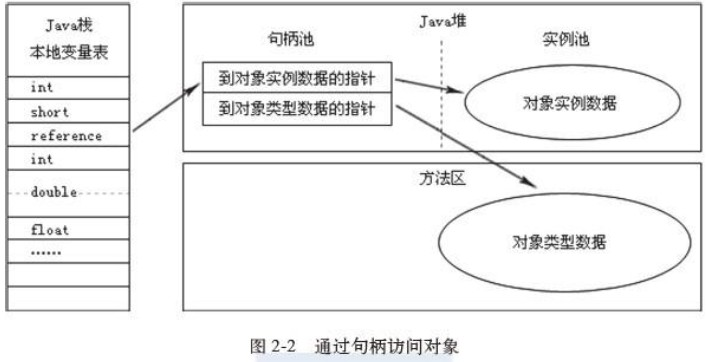 Java栈
本地变量表
int
short
reference
int
double
float
……
Java堆
句柄池
实例池
到对象实例数据的指针
到对象类型数据的指针
对象实例数据
方法区
对象类型数据
图 2-2 通过句柄访问对象